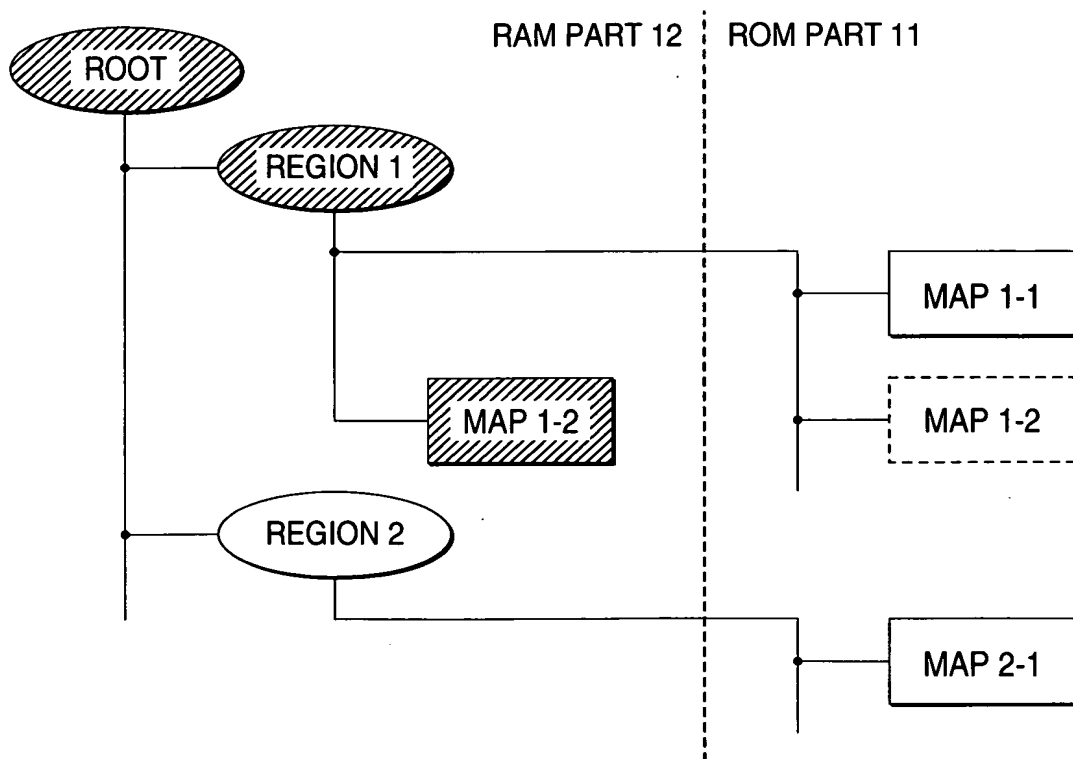 RAM PART 12
ROM PART 11
ROOT
REGION 1
MAP 1-1
MAP 1-2
MAP 1-2
REGION 2
MAP 2-1